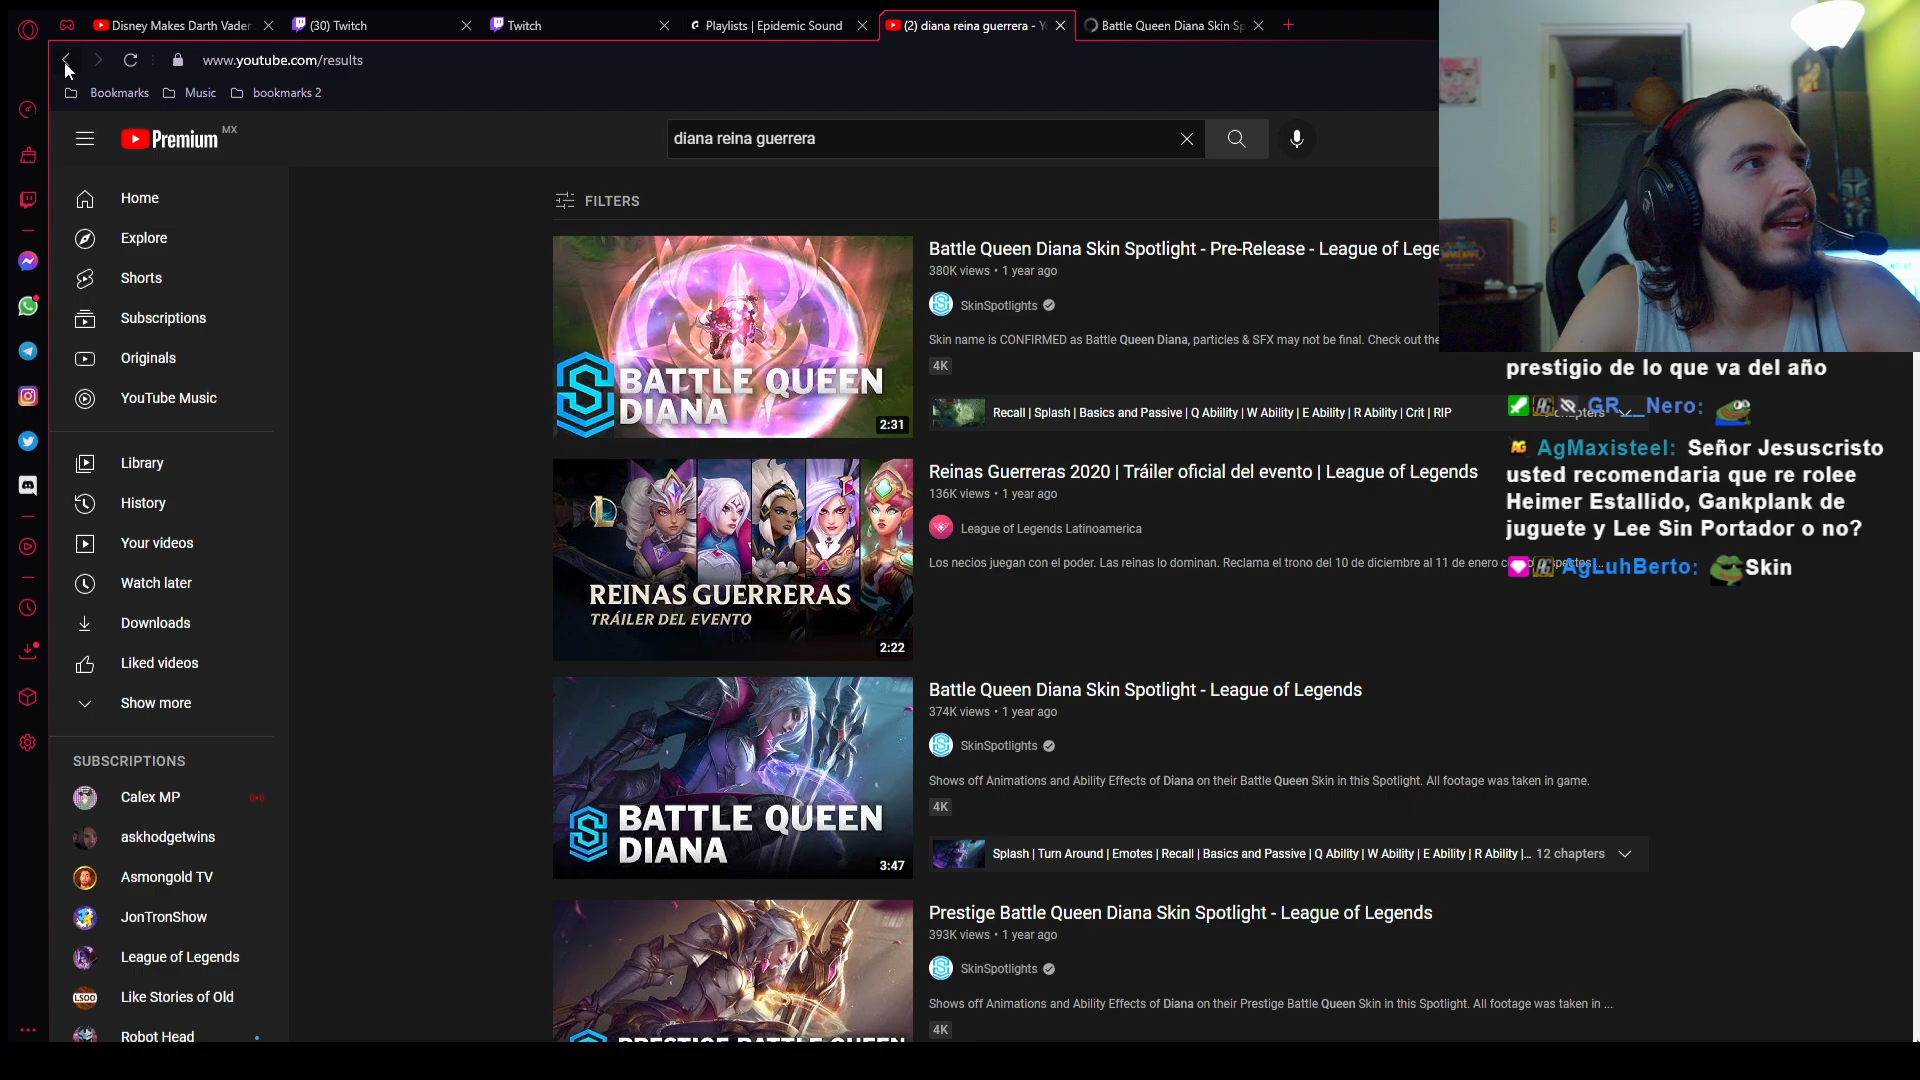 Disney Makes Darth Vader
(30) Twitch
Twitch
Playlists | Epidemic Sound
(2) diana reina guerrera - Y
Battle Queen Diana Skin Sp
www.youtube.com/results
Bookmarks
Music
bookmarks 2
Premium MX
diana reina guerrera
Home
Explore
Shorts
Subscriptions
Originals
YouTube Music
Library
History
Your videos
Watch later
Downloads
Liked videos
Show more
SUBSCRIPTIONS
Calex MP
askhodgetwins
Asmongold TV
JonTronShow
League of Legends
LSOO
Like Stories of Old
Robot Head
FILTERS
BATTLE QUEEN
DIANA
2:31
Battle Queen Diana Skin Spotlight - Pre-Release - League of Lege
380K views • 1 year ago
SkinSpotlights
Skin name is CONFIRMED as Battle Queen Diana, particles & SFX may not be final. Check out the
4K
Recall | Splash | Basics and Passive | Q Abiility | W Ability | E Ability | R Ability | Crit | RIP
REINAS GUERRERAS
TRÁILER DEL EVENTO
2:22
Reinas Guerreras 2020 | Tráiler oficial del evento | League of Legends
136K views • 1 year ago
League of Legends Latinoamerica
Los necios juegan con el poder. Las reinas lo dominan. Reclama el trono del 10 de diciembre al 11 de enero
BATTLE QUEEN
DIANA
3:47
Battle Queen Diana Skin Spotlight - League of Legends
374K views • 1 year ago
SkinSpotlights
Shows off Animations and Ability Effects of Diana on their Battle Queen Skin in this Spotlight. All footage was taken in game.
4K
Splash | Turn Around | Emotes | Recall | Basics and Passive | Q Ability | W Ability | E Ability | R Ability |... 12 chapters
PRESTIGE BATTLE QUEEN
Prestige Battle Queen Diana Skin Spotlight - League of Legends
393K views • 1 year ago
SkinSpotlights
Shows off Animations and Ability Effects of Diana on their Prestige Battle Queen Skin in this Spotlight. All footage was taken in ...
4K
prestigio de lo que va del año
GR__Nero:
AgMaxisteel: Señor Jesuscristo
usted recomendaria que re rolee
Heimer Estallido, Gankplank de
juguete y Lee Sin Portador o no?
AgLuhBerto: Skin